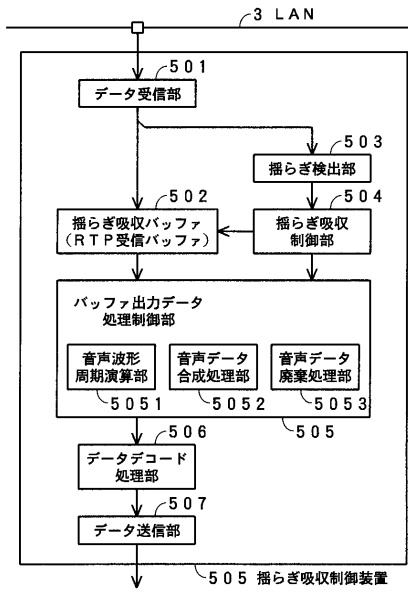 3 LAN
501
データ受信部
503
揺らぎ検出部
502
504
揺らぎ吸収バッファ
(RTP受信バッファ)
揺らぎ吸収
制御部
バッファ出力データ
処理制御部
音声波形
周期演算部
音声データ
合成処理部
音声データ
廃棄処理部
5051
5052
5053
505
506
データデコード
処理部
507
データ送信部
505 揺らぎ吸収制御装置